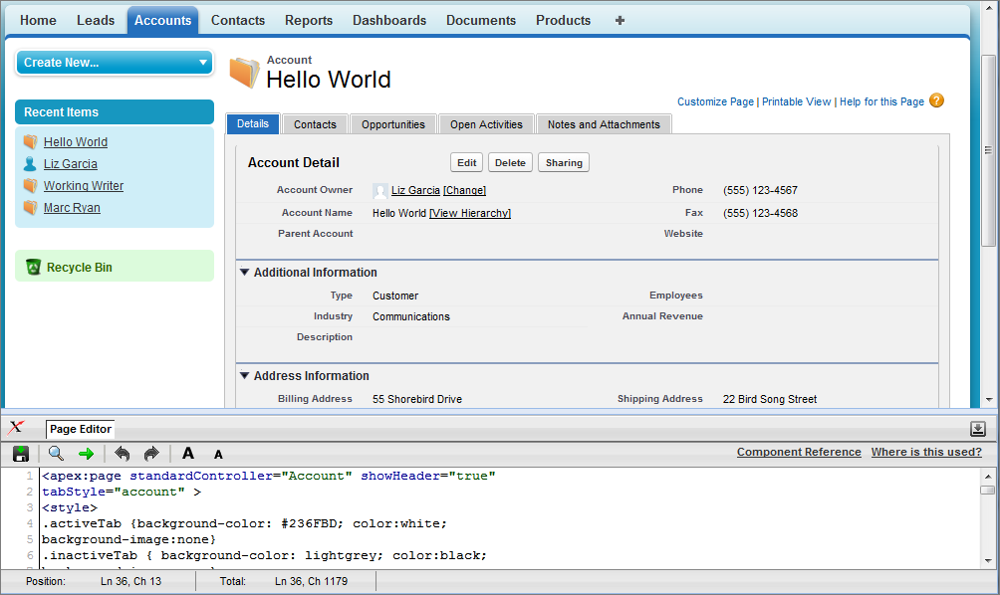 Home Leads Accounts Contacts Reports Dashboards Documents Products +
Create New...
Account
Hello World
Customize Page | Printable View | Help for this Page ?
Recent Items
Hello World
Liz Garcia
Working Writer
Marc Ryan
Recycle Bin
Details Contacts Opportunities Open Activities Notes and Attachments
Account Detail Edit Delete Sharing
Account Owner Liz Garcia [Change] Phone (555) 123-4567
Account Name Hello World [View Hierarchy] Fax (555) 123-4568
Parent Account Website
Additional Information
Type Customer Employees
Industry Communications Annual Revenue
Description
Address Information
Billing Address 55 Shorebird Drive Shipping Address 22 Bird Song Street
Page Editor
A A Component Reference Where is this used?
1 <apex:page standardController="Account" showHeader="true"
2 tabStyle="account" >
3 <style>
4 .activeTab {background-color: #236FBD; color:white;
5 background-image:none}
6 .inactiveTab { background-color: lightgrey; color:black;
Position: Ln 36, Ch 13 Total: Ln 36, Ch 1179